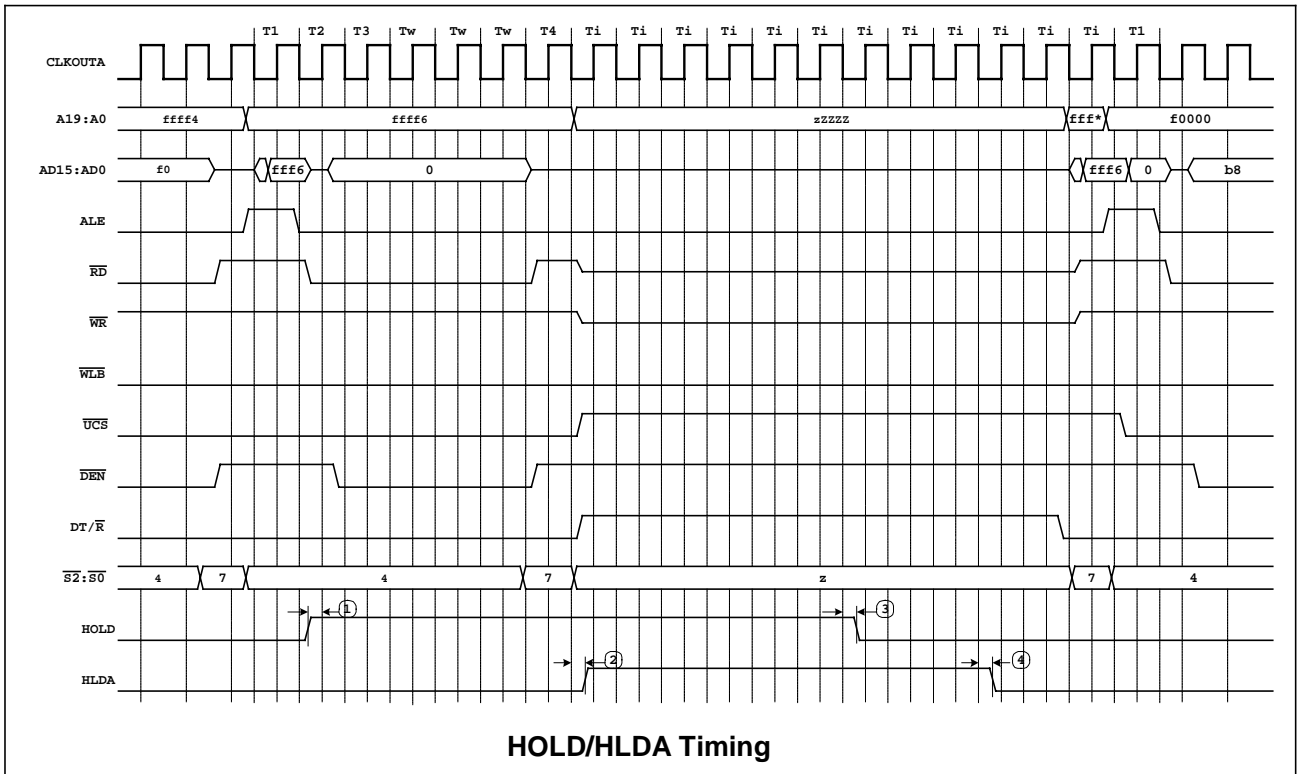 T1 T2 T3 Tw Tw Tw T4 Ti Ti Ti Ti Ti Ti Ti Ti Ti Ti Ti Ti T1
CLKOUTA
A19:A0 ffff4 ffff6 zZZZZ fff* f0000
AD15:AD0 f0 fff6 0 fff6 0 b8
ALE
RD
WR
WLB
UCS
DEN
DT/R
S2:S0 4 7 4 7 z 7 4
HOLD 1 3
HLDA 2 4
HOLD/HLDA Timing